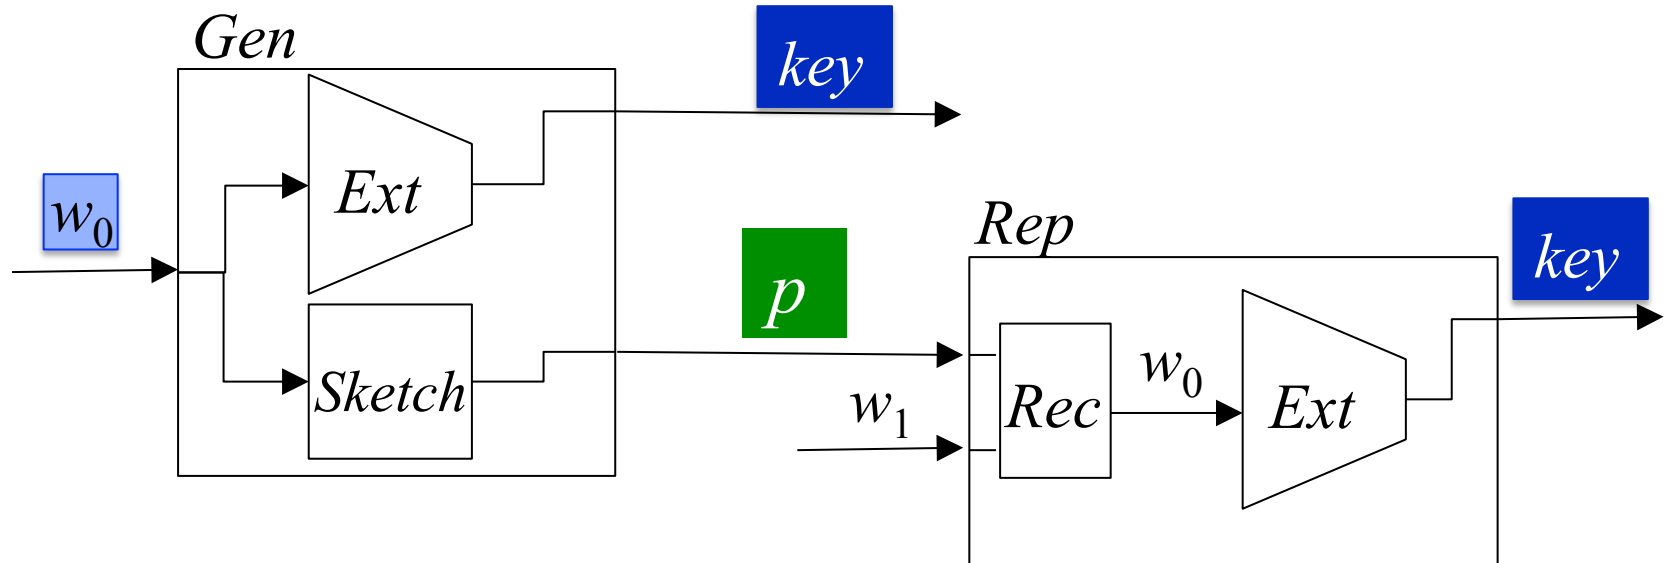 Gen
key
w₀
Ext
Sketch
p
w₁
Rep
key
Rec
w₀
Ext